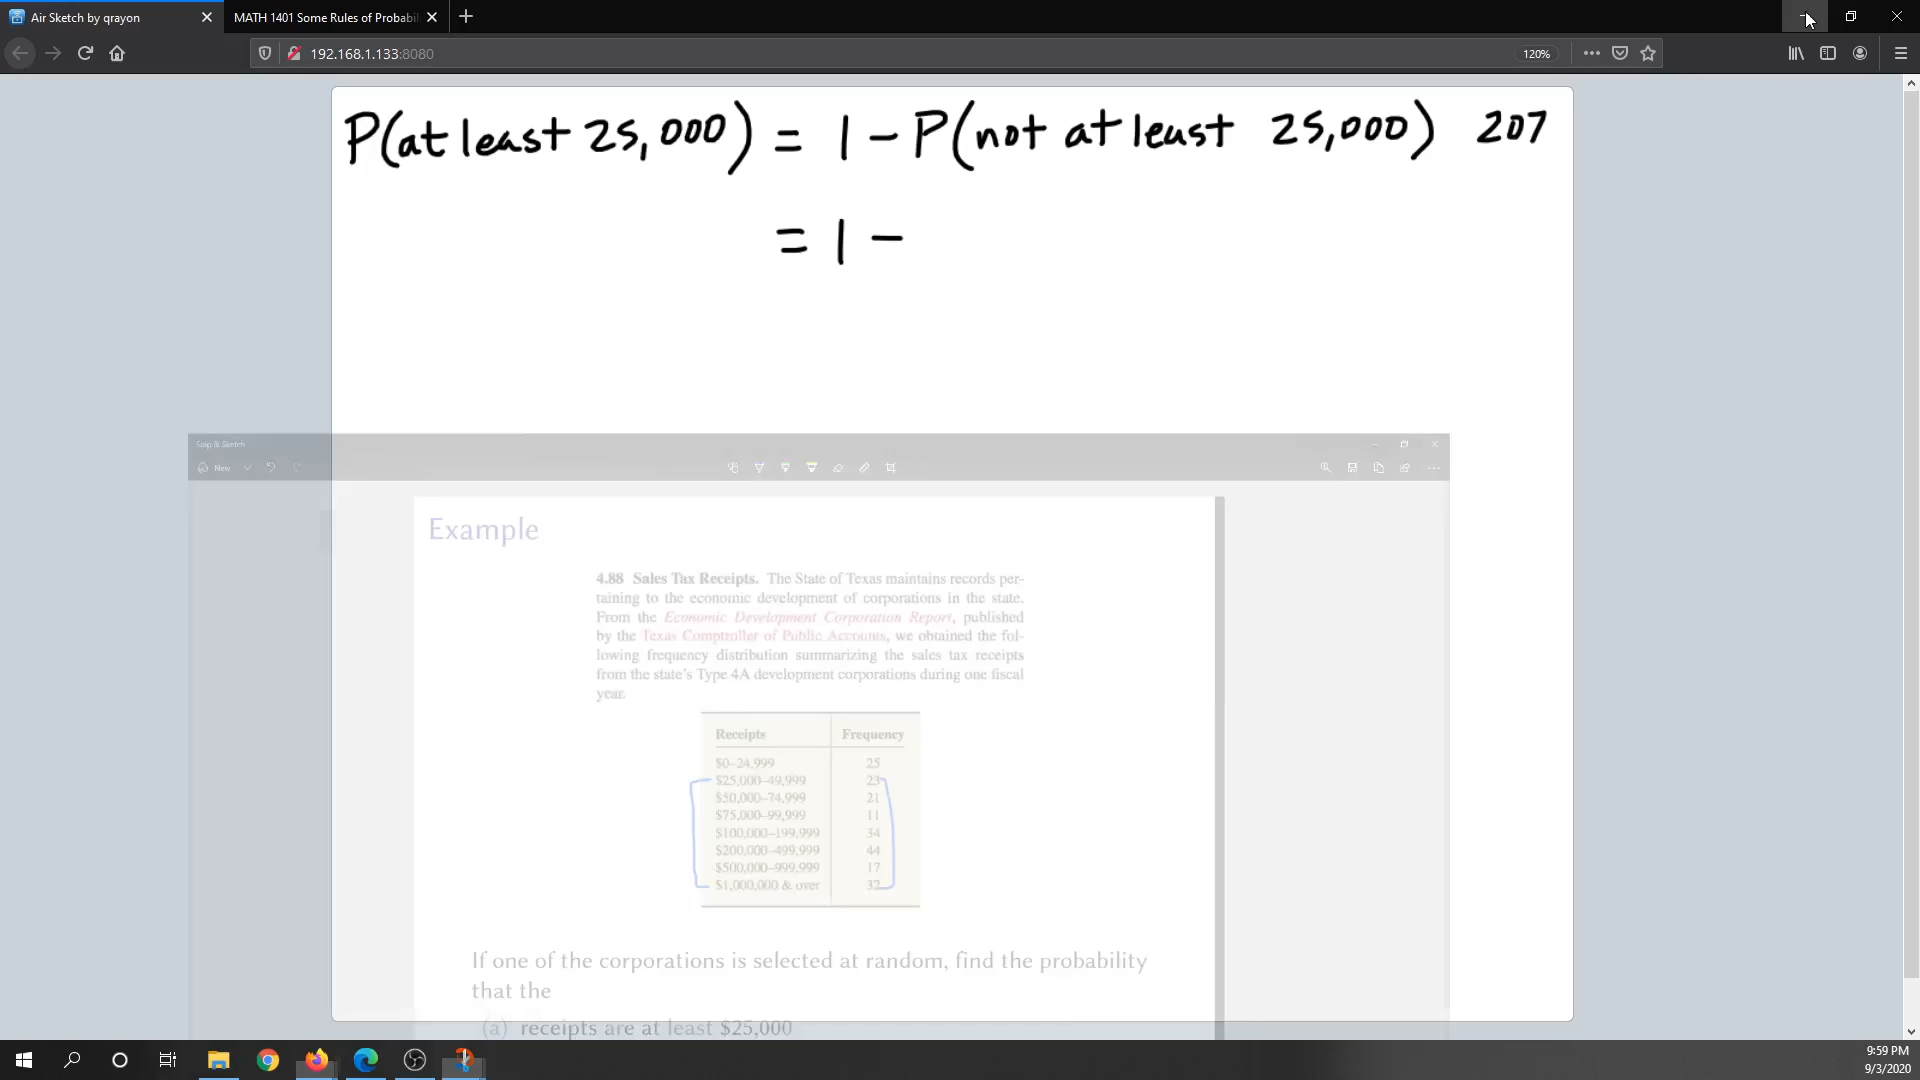 Air Sketch by qrayon
MATH 1401 Some Rules of Probabil
192.168.1.133:8080
120%
P(at least 25,000) = 1 - P(not at least 25,000) 207
= 1 -
Snip & Sketch
New
Example
4.88 Sales Tax Receipts. The State of Texas maintains records per-
taining to the economic development of corporations in the state.
From the Economic Development Corporation Report, published
by the Texas Comptroller of Public Accounts, we obtained the fol-
lowing frequency distribution summarizing the sales tax receipts
from the state's Type 4A development corporations during one fiscal
year.
Receipts Frequency
$0–24,999 25
$25,000–49,999 23
$50,000–74,999 21
$75,000–99,999 11
$100,000–199,999 34
$200,000–499,999 44
$500,000–999,999 17
$1,000,000 & over 32
If one of the corporations is selected at random, find the probability
that the
(a) receipts are at least $25,000
9:59 PM
9/3/2020